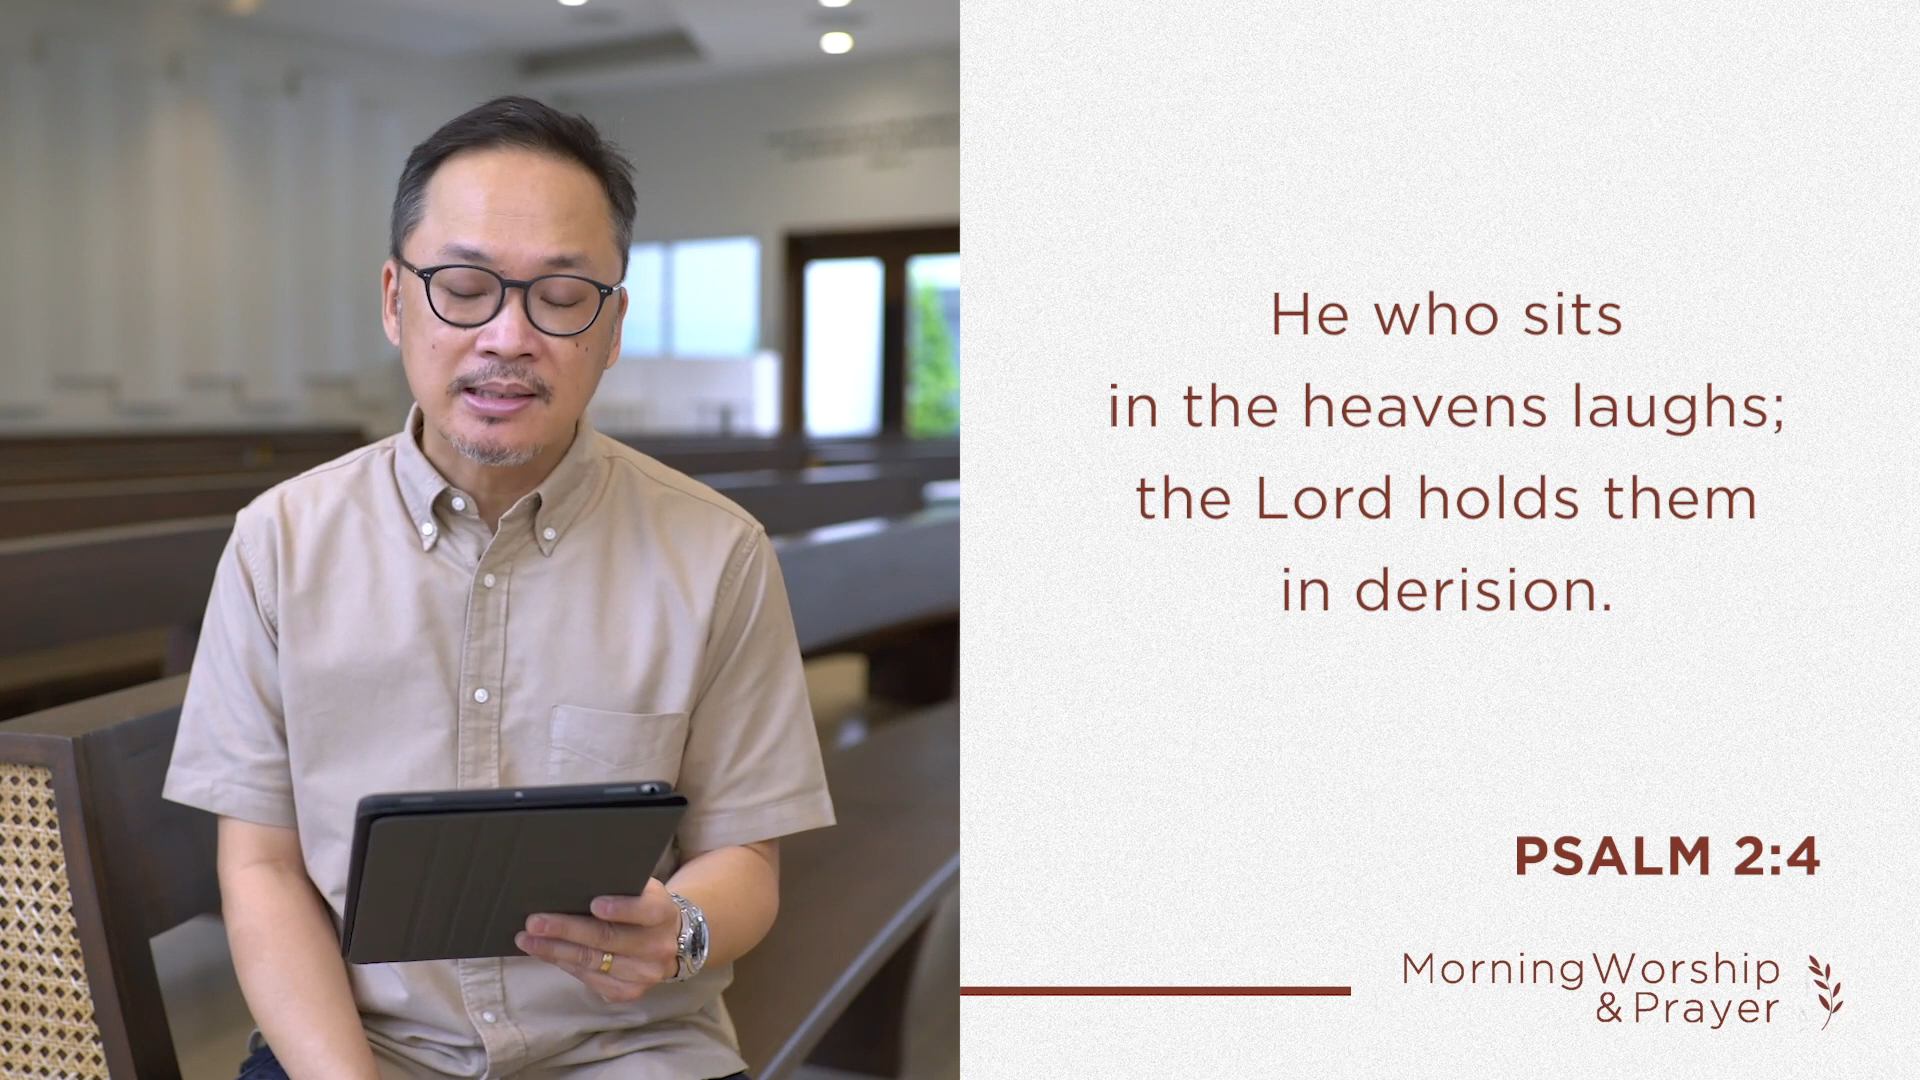 He who sits
in the heavens laughs;
the Lord holds them
in derision.
PSALM 2:4
Morning Worship
& Prayer